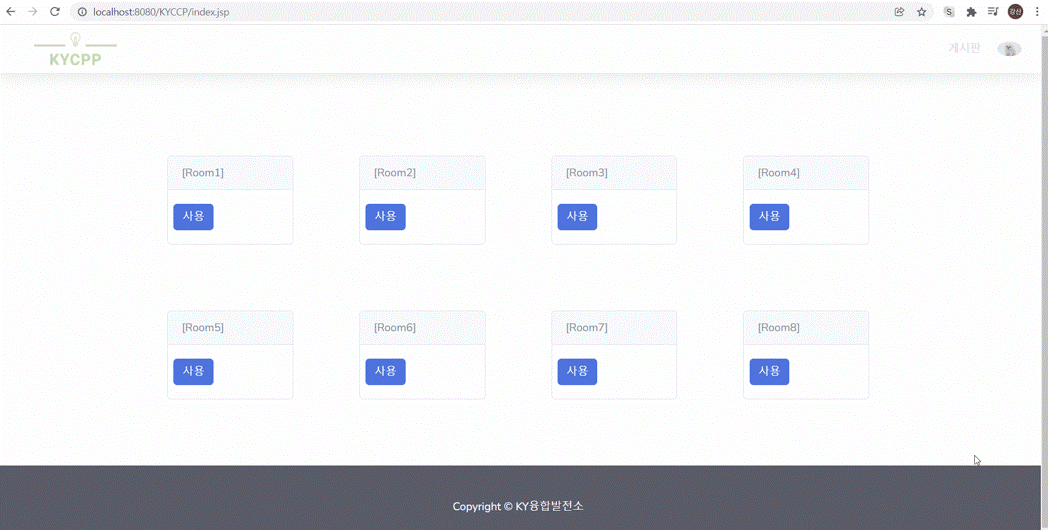 localhost:8080/KYCCP/index.jsp
S
강산
KYCPP
게시판
[Room1]
[Room2]
[Room3]
[Room4]
사용
사용
사용
사용
[Room5]
[Room6]
[Room7]
[Room8]
사용
사용
사용
사용
Copyright © KY융합발전소